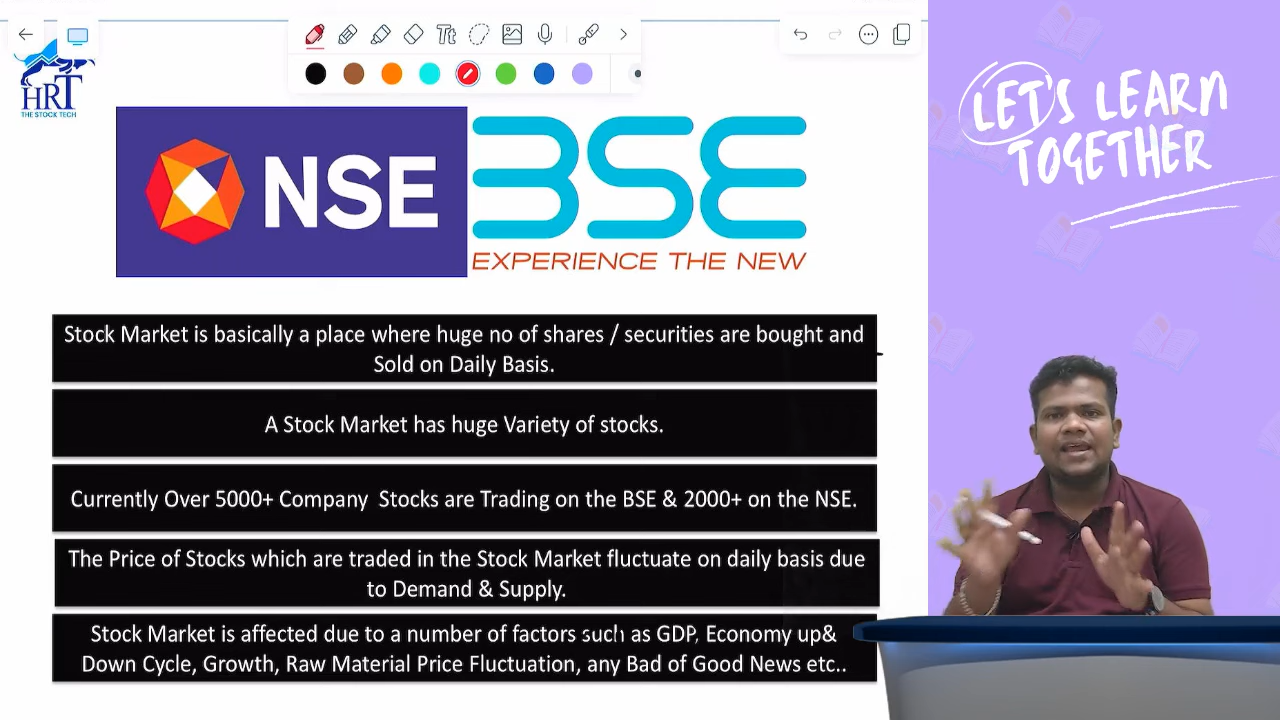 HRT
THE STOCK TECH
Tt
NSE
BSE
EXPERIENCE THE NEW
LET'S LEARN
TOGETHER
Stock Market is basically a place where huge no of shares / securities are bought and
Sold on Daily Basis.
A Stock Market has huge Variety of stocks.
Currently Over 5000+ Company Stocks are Trading on the BSE & 2000+ on the NSE.
The Price of Stocks which are traded in the Stock Market fluctuate on daily basis due
to Demand & Supply.
Stock Market is affected due to a number of factors such as GDP, Economy up&
Down Cycle, Growth, Raw Material Price Fluctuation, any Bad of Good News etc..